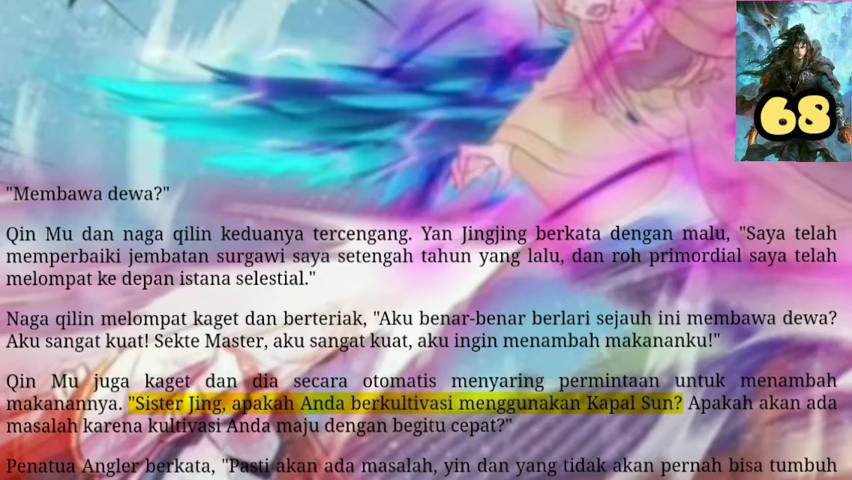 68
"Membawa dewa?"
Qin Mu dan naga qilin keduanya tercengang. Yan Jingjing berkata dengan malu, "Saya telah
memperbaiki jembatan surgawi saya setengah tahun yang lalu, dan roh primordial saya telah
melompat ke depan istana selestial."
Naga qilin melompat kaget dan berteriak, "Aku benar-benar berlari sejauh ini membawa dewa?
Aku sangat kuat! Sekte Master, aku sangat kuat, aku ingin menambah makananku!"
Qin Mu juga kaget dan dia secara otomatis menyaring permintaan untuk menambah
makanannya. "Sister Jing, apakah Anda berkultivasi menggunakan Kapal Sun? Apakah akan ada
masalah karena kultivasi Anda maju dengan begitu cepat?"
Penatua Angler berkata, "Pasti akan ada masalah, yin dan yang tidak akan pernah bisa tumbuh